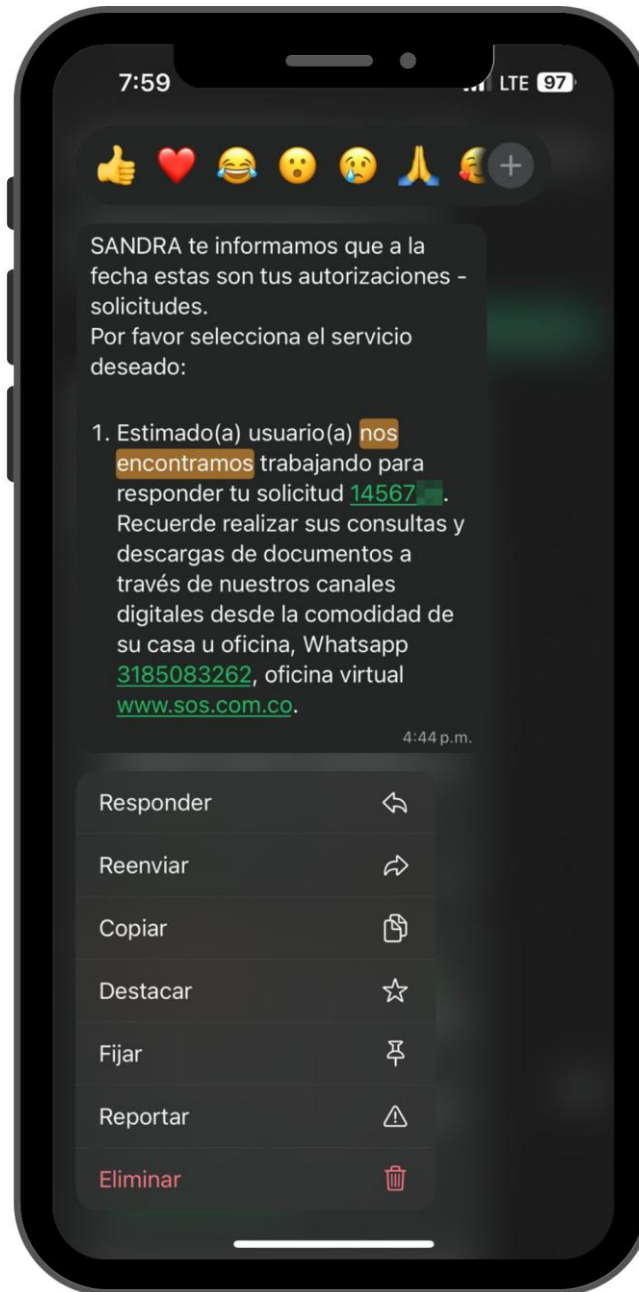 7:59
LTE 97
SANDRA te informamos que a la
fecha estas son tus autorizaciones -
solicitudes.
Por favor selecciona el servicio
deseado:
1. Estimado(a) usuario(a) nos
encontramos trabajando para
responder tu solicitud 14567.
Recuerde realizar sus consultas y
descargas de documentos a
través de nuestros canales
digitales desde la comodidad de
su casa u oficina, Whatsapp
3185083262, oficina virtual
www.sos.com.co.
4:44 p.m.
Responder
Reenviar
Copiar
Destacar
Fijar
Reportar
Eliminar